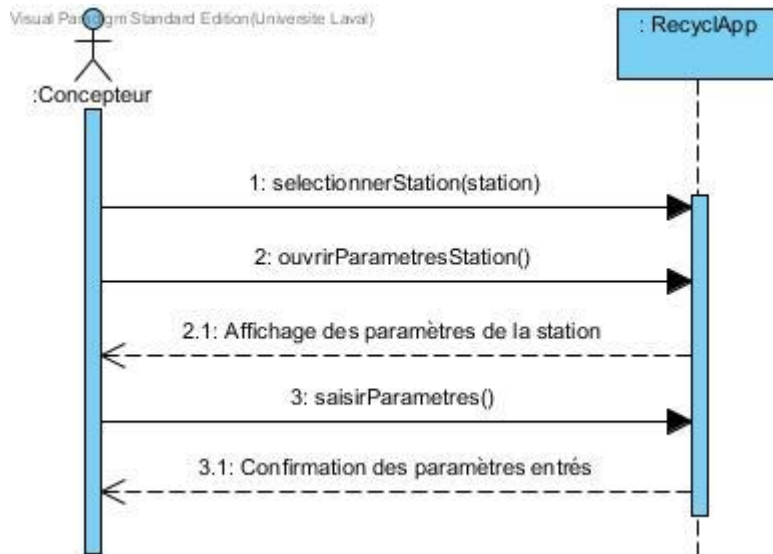 Visual Paradigm Standard Edition(Universite Laval)
: RecyclApp
:Concepteur
1: selectionnerStation(station)
2: ouvrirParametresStation()
2.1: Affichage des paramètres de la station
3: saisirParametres()
3.1: Confirmation des paramètres entrés